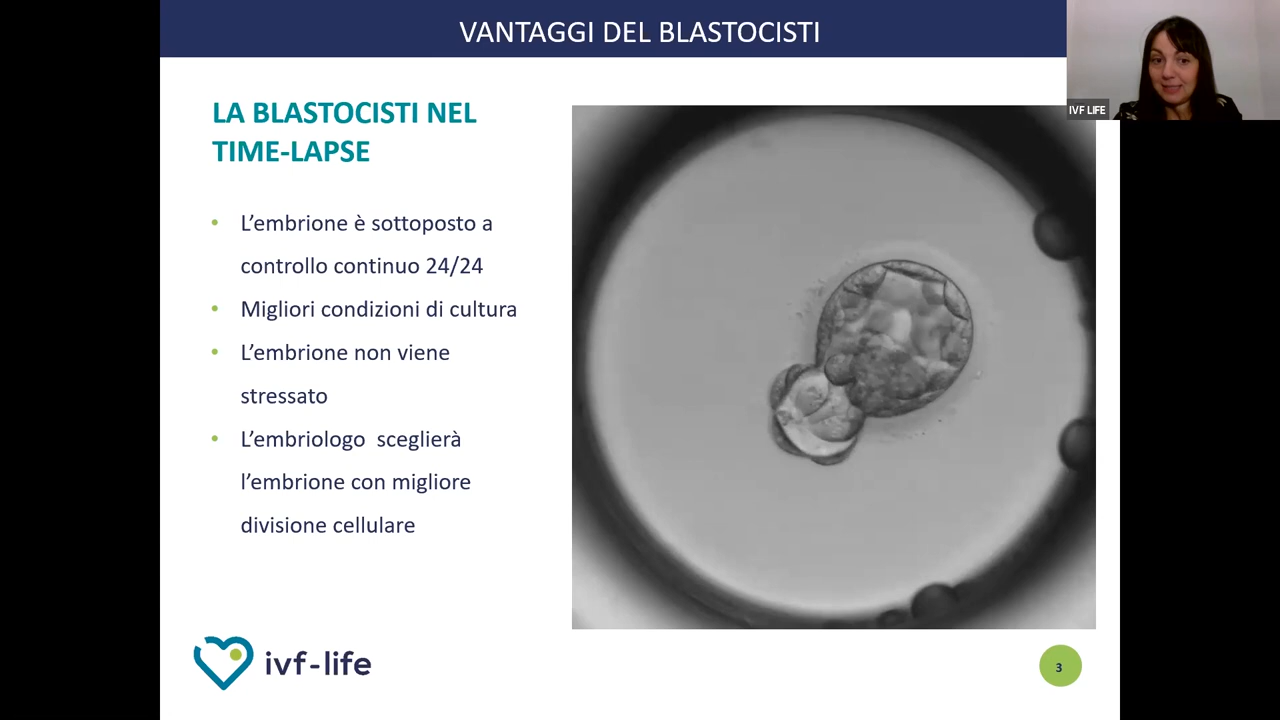 VANTAGGI DEL BLASTOCISTI
IVF LIFE
LA BLASTOCISTI NEL
TIME-LAPSE
• L’embrione è sottoposto a
controllo continuo 24/24
• Migliori condizioni di cultura
• L’embrione non viene
stressato
• L’embriologo sceglierà
l’embrione con migliore
divisione cellulare
ivf-life
3